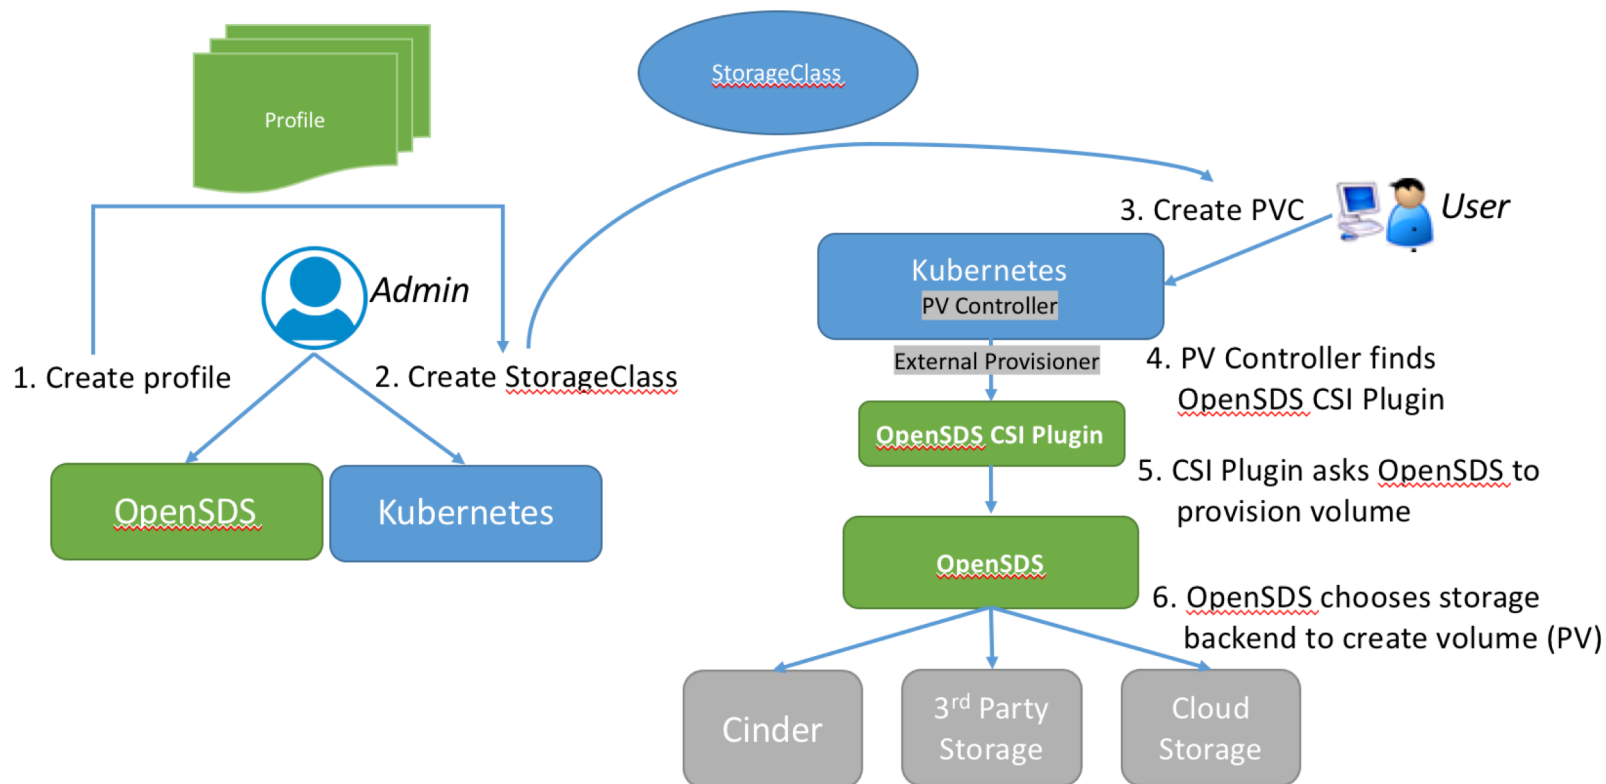 Profile
StorageClass
3. Create PVC
User
Admin
Kubernetes
PV Controller
1. Create profile
2. Create StorageClass
External Provisioner
4. PV Controller finds
OpenSDS CSI Plugin
OpenSDS CSI Plugin
5. CSI Plugin asks OpenSDS to
provision volume
OpenSDS
Kubernetes
OpenSDS
6. OpenSDS chooses storage
backend to create volume (PV)
Cinder
3rd Party
Storage
Cloud
Storage